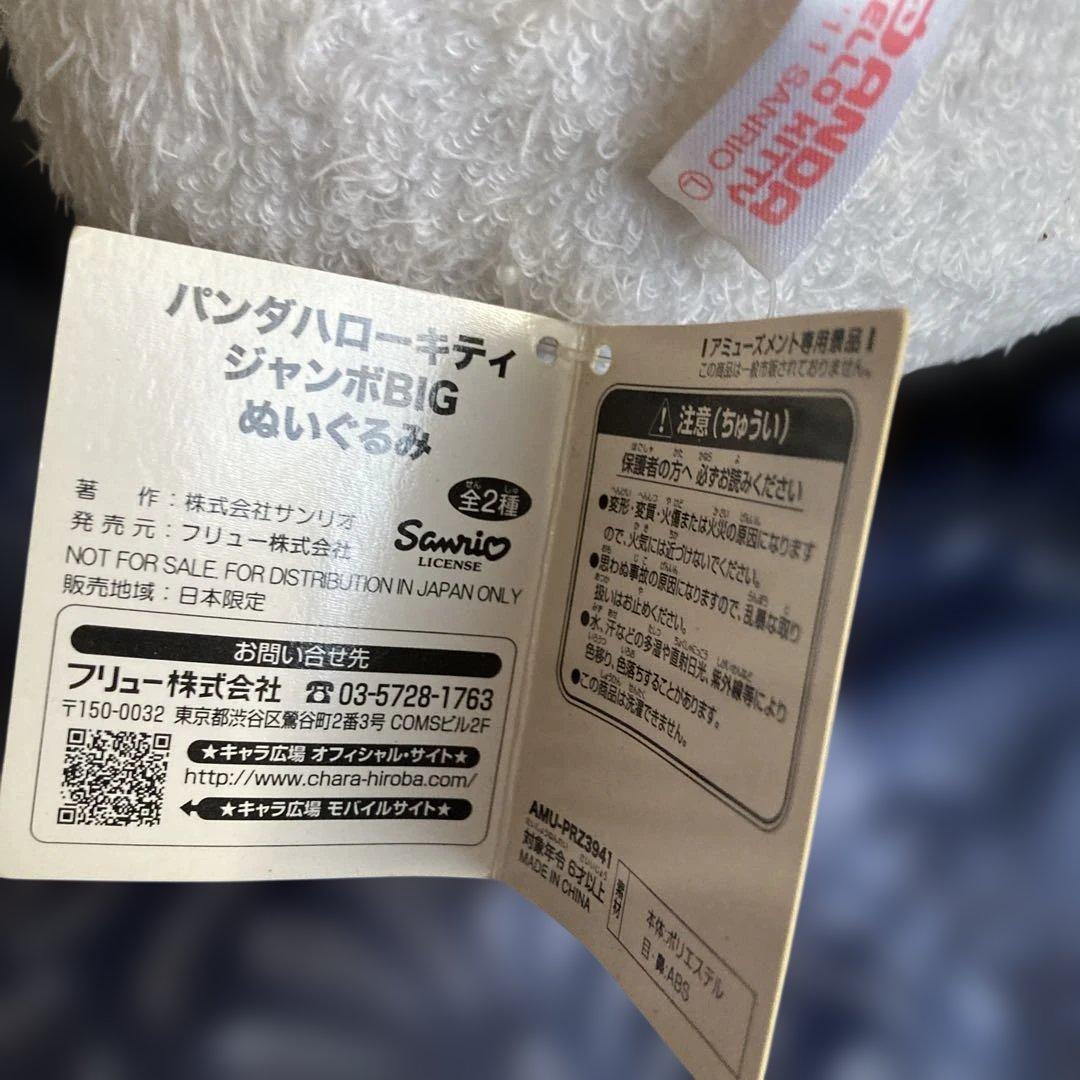 PANDA
HELLO KITTY
'11 SANRIO Ⓛ
パンダハローキティ
ジャンボBIG
ぬいぐるみ
せん しゅ
全2種
著 作:株式会社サンリオ
発売元:フリュー株式会社
Sanrio
LICENSE
NOT FOR SALE. FOR DISTRIBUTION IN JAPAN ONLY
販売地域:日本限定
お問い合せ先
フリュー株式会社 ☎03-5728-1763
〒150-0032 東京都渋谷区鶯谷町2番3号 COMSビル2F
★キャラ広場 オフィシャル・サイト★
http://www.chara-hiroba.com/
★キャラ広場 モバイルサイト★
!アミューズメント専用景品!
この商品は一般市販されておりません。
注意(ちゅうい)
保護者の方へ 必ずお読みください
●変形・変質・火傷または火災の原因になります
ので、火気には近づけないでください。
●思わぬ事故の原因になりますので、乱暴な取り
扱いはお止めください。
●水、汗などの多湿や直射日光、紫外線等により
色移り、色落ちすることがあります。
●この商品は洗濯できません。
AMU-PRZ3941
対象年令 6才以上
MADE IN CHINA
素材
本体:ポリエステル
目・鼻:ABS